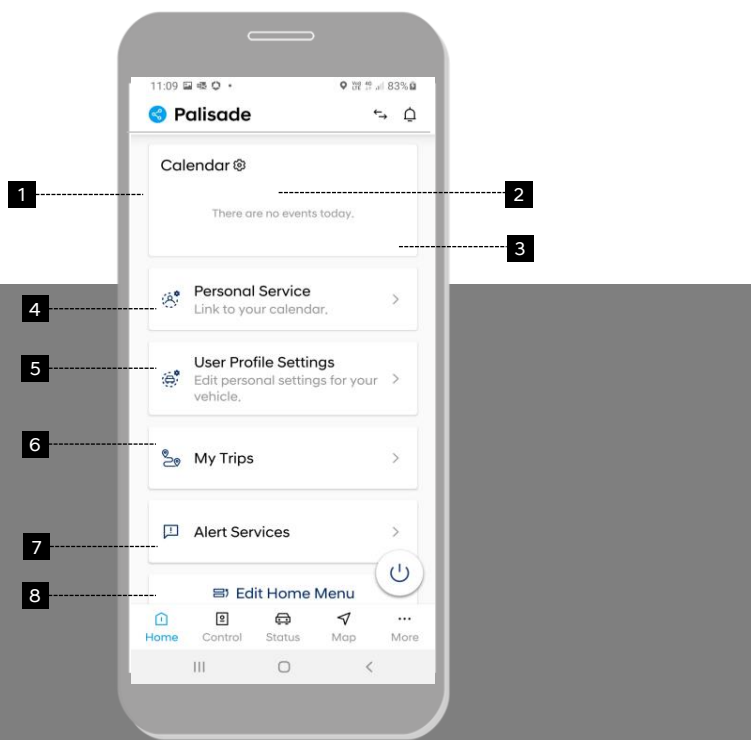 11:09
83%
Palisade
Calendar
1
2
There are no events today.
3
Personal Service
4
Link to your calendar.
User Profile Settings
5
Edit personal settings for your
vehicle.
6
My Trips
Alert Services
7
8
Edit Home Menu
Home Control Status Map More